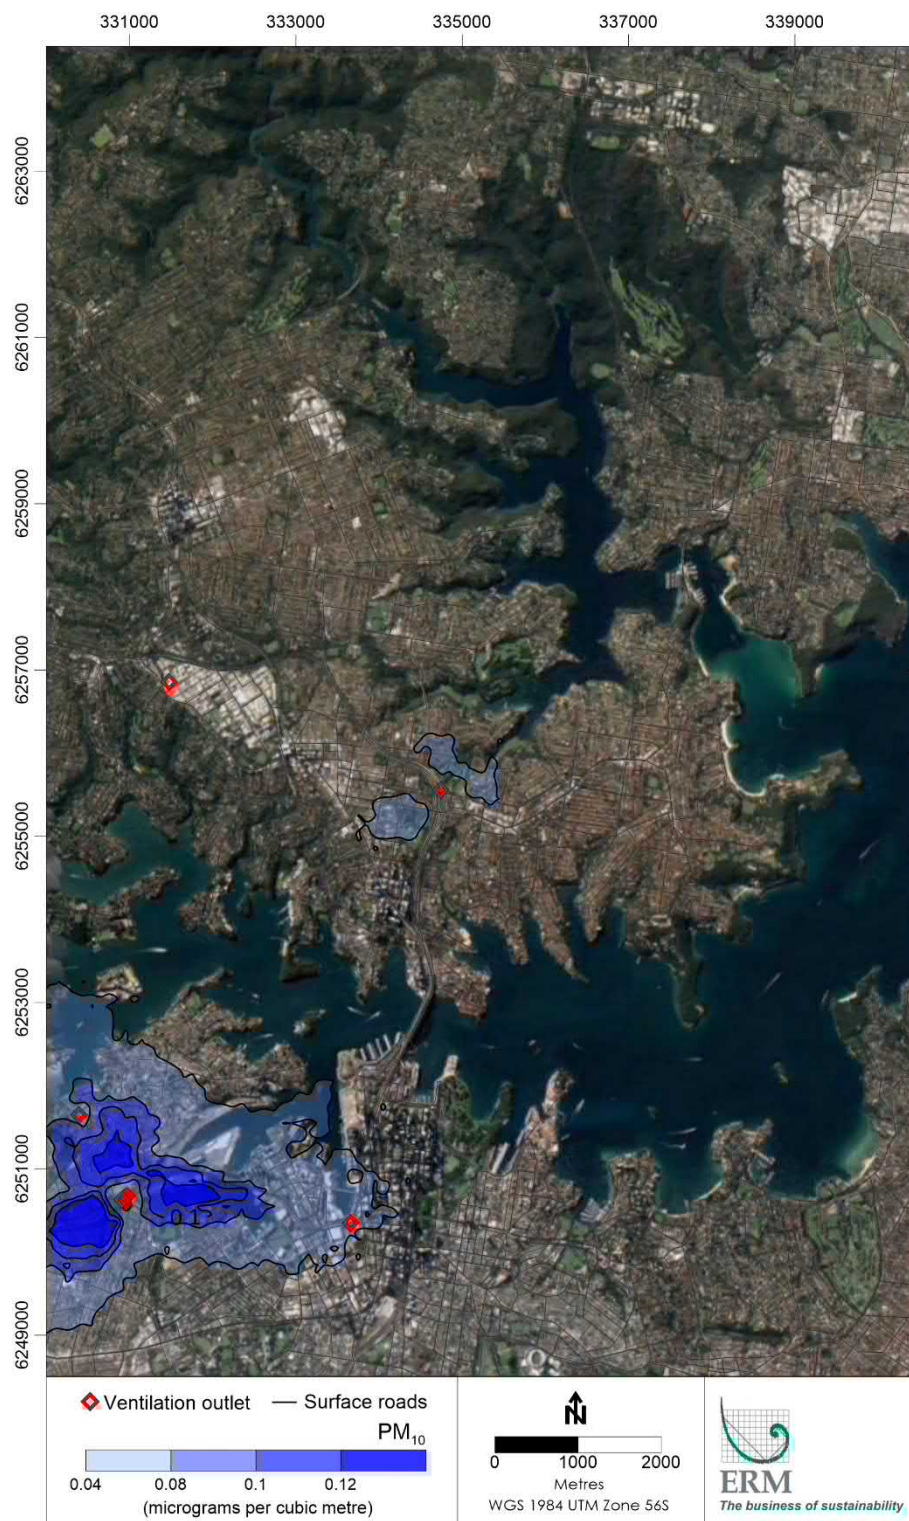 331000 333000 335000 337000 339000
6263000
6261000
6259000
6257000
6255000
6253000
6251000
6249000
Ventilation outlet Surface roads
PM10
0.04 0.08 0.1 0.12
(micrograms per cubic metre)
N
0 1000 2000
Metres
WGS 1984 UTM Zone 56S
ERM
The business of sustainability